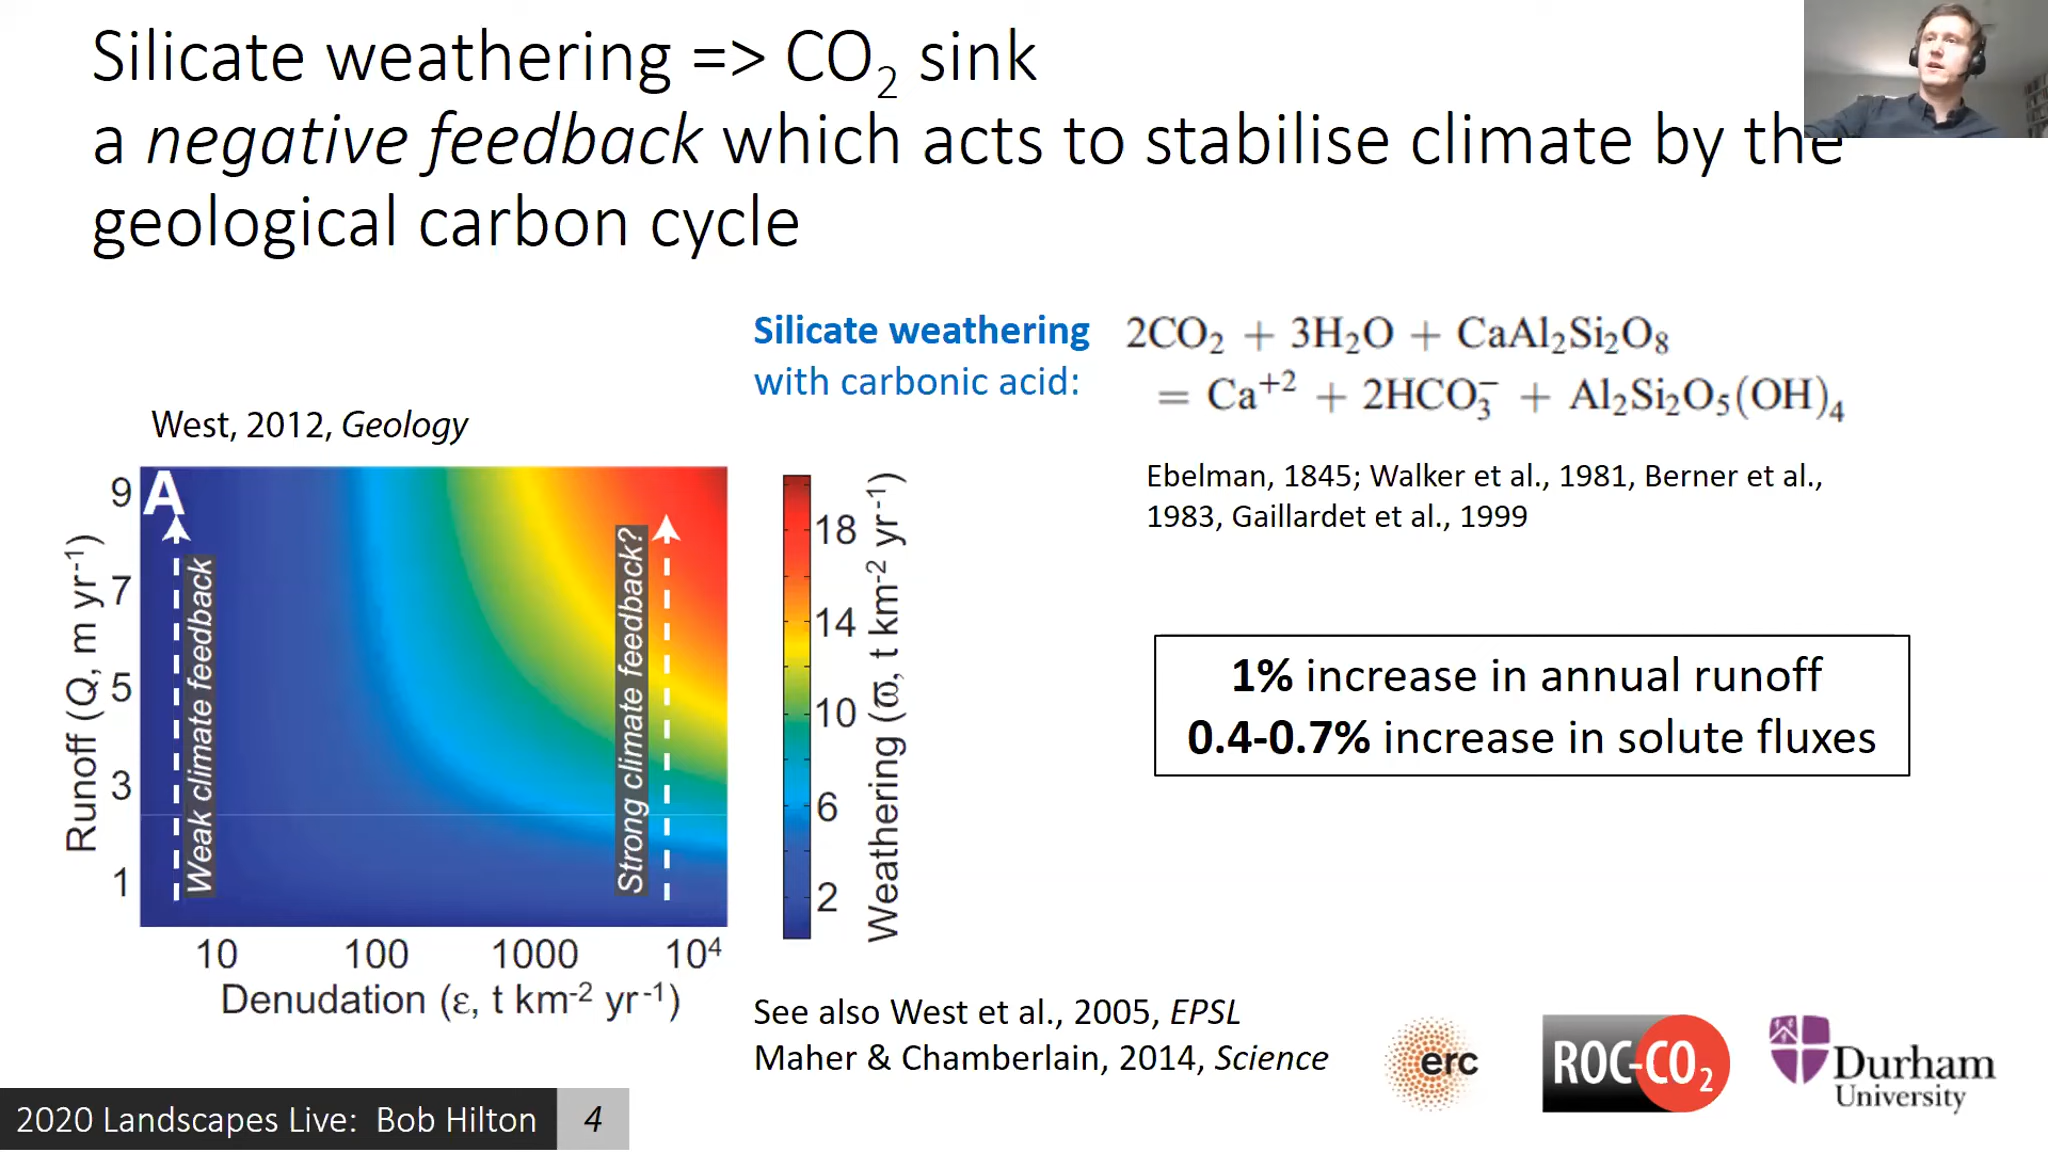 Silicate weathering => CO₂ sink
a negative feedback which acts to stabilise climate by the
geological carbon cycle
Silicate weathering
with carbonic acid:
2CO₂ + 3H₂O + CaAl₂Si₂O₈
= Ca⁺² + 2HCO₃⁻ + Al₂Si₂O₅(OH)₄
Ebelman, 1845; Walker et al., 1981, Berner et al.,
1983, Gaillardet et al., 1999
West, 2012, Geology
A
Weak climate feedback
Strong climate feedback?
Runoff (Q, m yr⁻¹)
9
7
5
3
1
10 100 1000 10⁴
Denudation (ε, t km⁻² yr⁻¹)
18
14
10
6
2
Weathering (ϖ, t km⁻² yr⁻¹)
1% increase in annual runoff
0.4-0.7% increase in solute fluxes
See also West et al., 2005, EPSL
Maher & Chamberlain, 2014, Science
erc
ROC-CO₂
Durham
University
2020 Landscapes Live: Bob Hilton 4